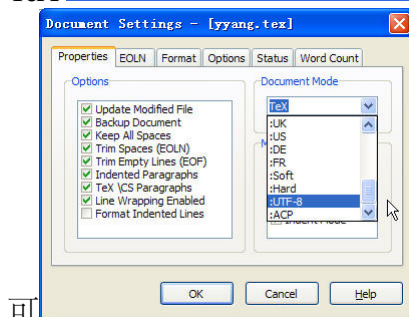 Document Settings - [yyang.tex]
Properties EOLN Format Options Status Word Count
Options
Document Mode
Update Modified File
Backup Document
Keep All Spaces
Trim Spaces (EOLN)
Trim Empty Lines (EOF)
Indented Paragraphs
TeX \CS Paragraphs
Line Wrapping Enabled
Format Indented Lines
TeX
:UK
:US
:DE
:FR
:Soft
:Hard
:UTF-8
:ACP
OK Cancel Help
可